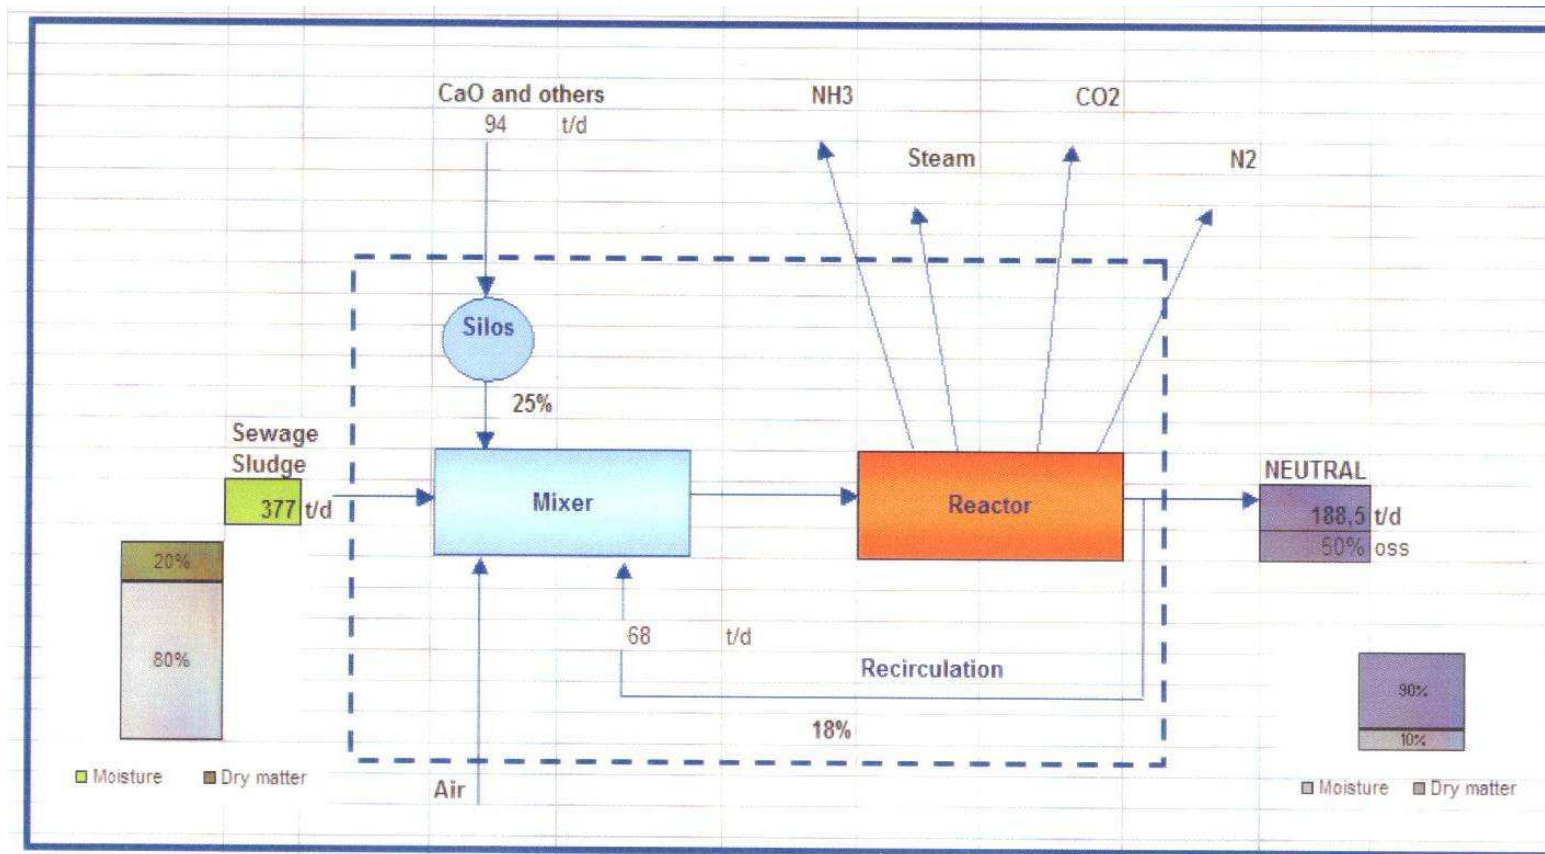 CaO and others
94 t/d
NH3
CO2
Steam
N2
Silos
25%
Sewage
Sludge
377 t/d
Mixer
Reactor
NEUTRAL
188,5 t/d
50% oss
20%
80%
68 t/d
Recirculation
18%
90%
10%
Moisture Dry matter
Air
Moisture Dry matter